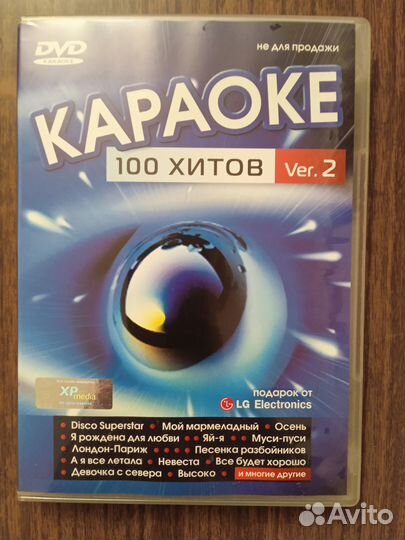 DVD
КАРАОКЕ
не для продажи
КАРАОКЕ
100 ХИТОВ Ver. 2
XP
media
подарок от
LG LG Electronics
• Disco Superstar • Мой мармеладный • Осень
• Я рождена для любви • Яй-я • Муси-пуси
• Лондон-Париж • Песенка разбойников
• А я все летала • Невеста • Все будет хорошо
• Девочка с севера • Высоко • и многие другие
Avito